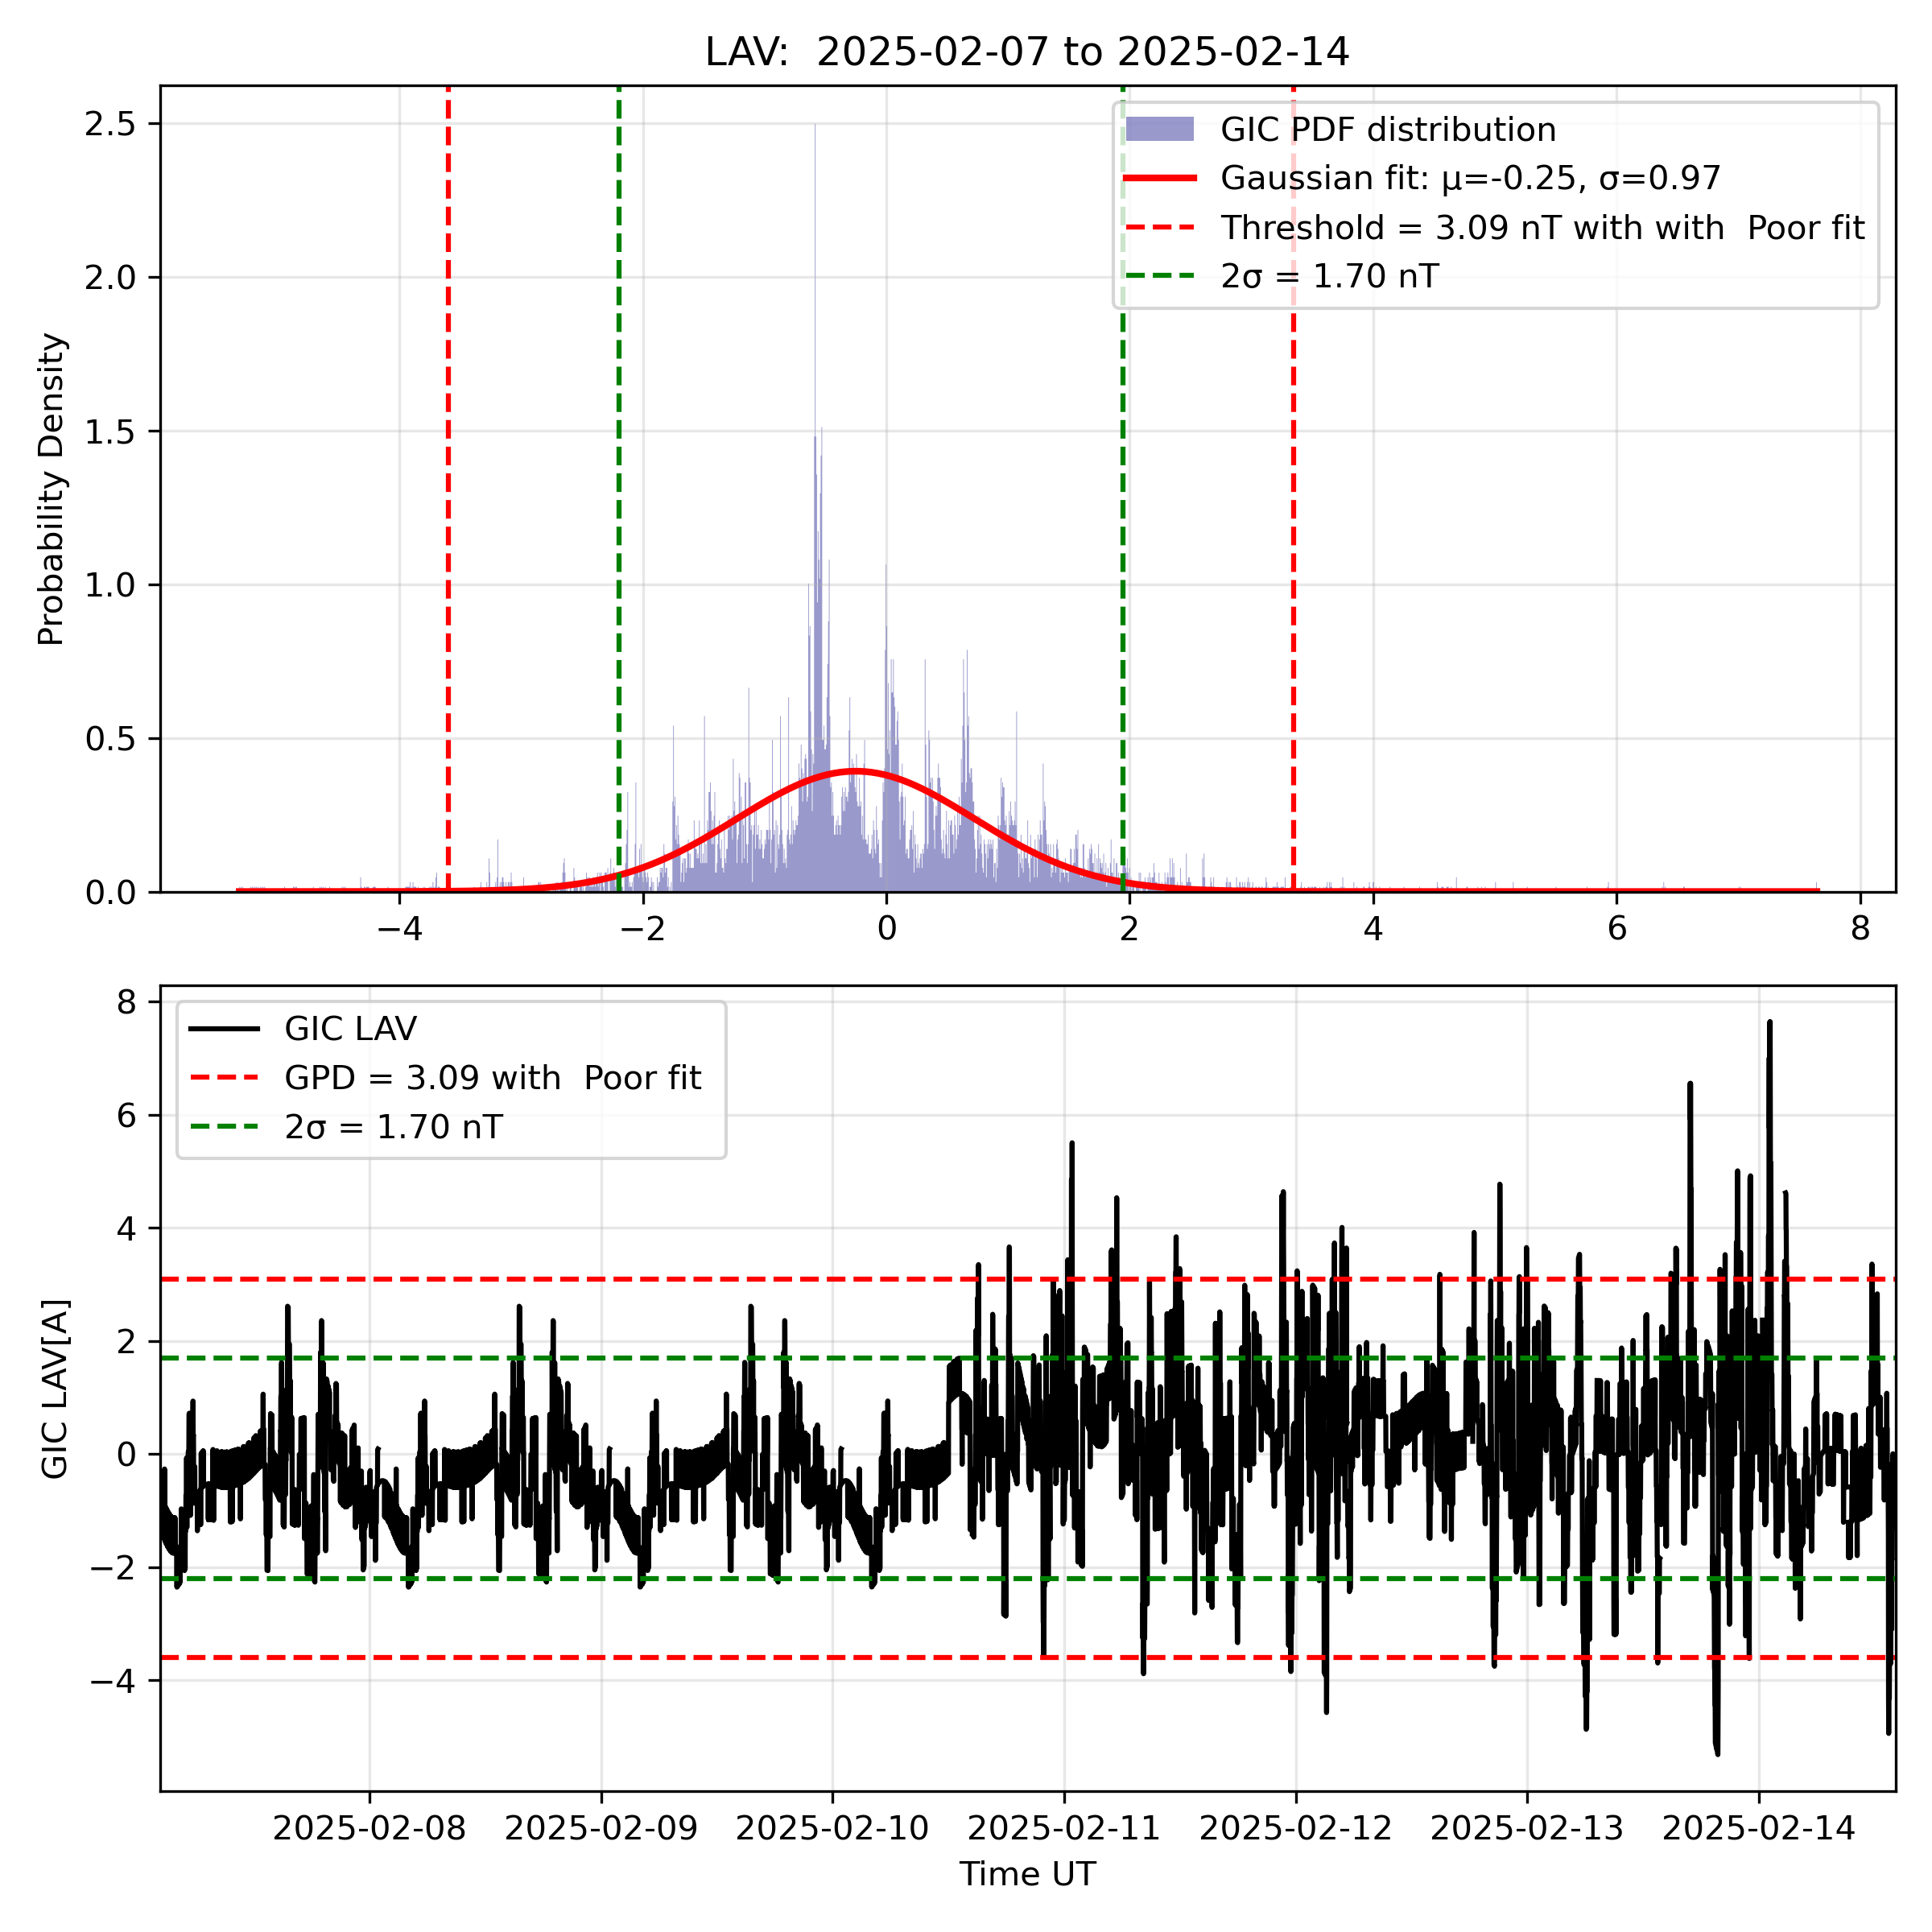 LAV:  2025-02-07 to 2025-02-14
Probability Density
2.5
2.0
1.5
1.0
0.5
0.0
GIC PDF distribution
Gaussian fit: μ=-0.25, σ=0.97
Threshold = 3.09 nT with with  Poor fit
2σ = 1.70 nT
−4
−2
0
2
4
6
8
GIC LAV[A]
8
6
4
2
0
−2
−4
GIC LAV
GPD = 3.09 with  Poor fit
2σ = 1.70 nT
2025-02-08
2025-02-09
2025-02-10
2025-02-11
2025-02-12
2025-02-13
2025-02-14
Time UT